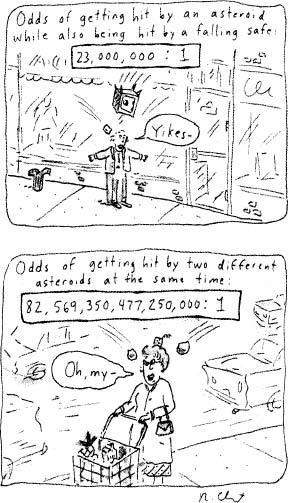 Odds of getting hit by an asteroid
while also being hit by a falling safe:
23,000,000 : 1
Yikes-
Odds of getting hit by two different
asteroids at the same time:
82,569,350,477,250,000: 1
Oh, my-